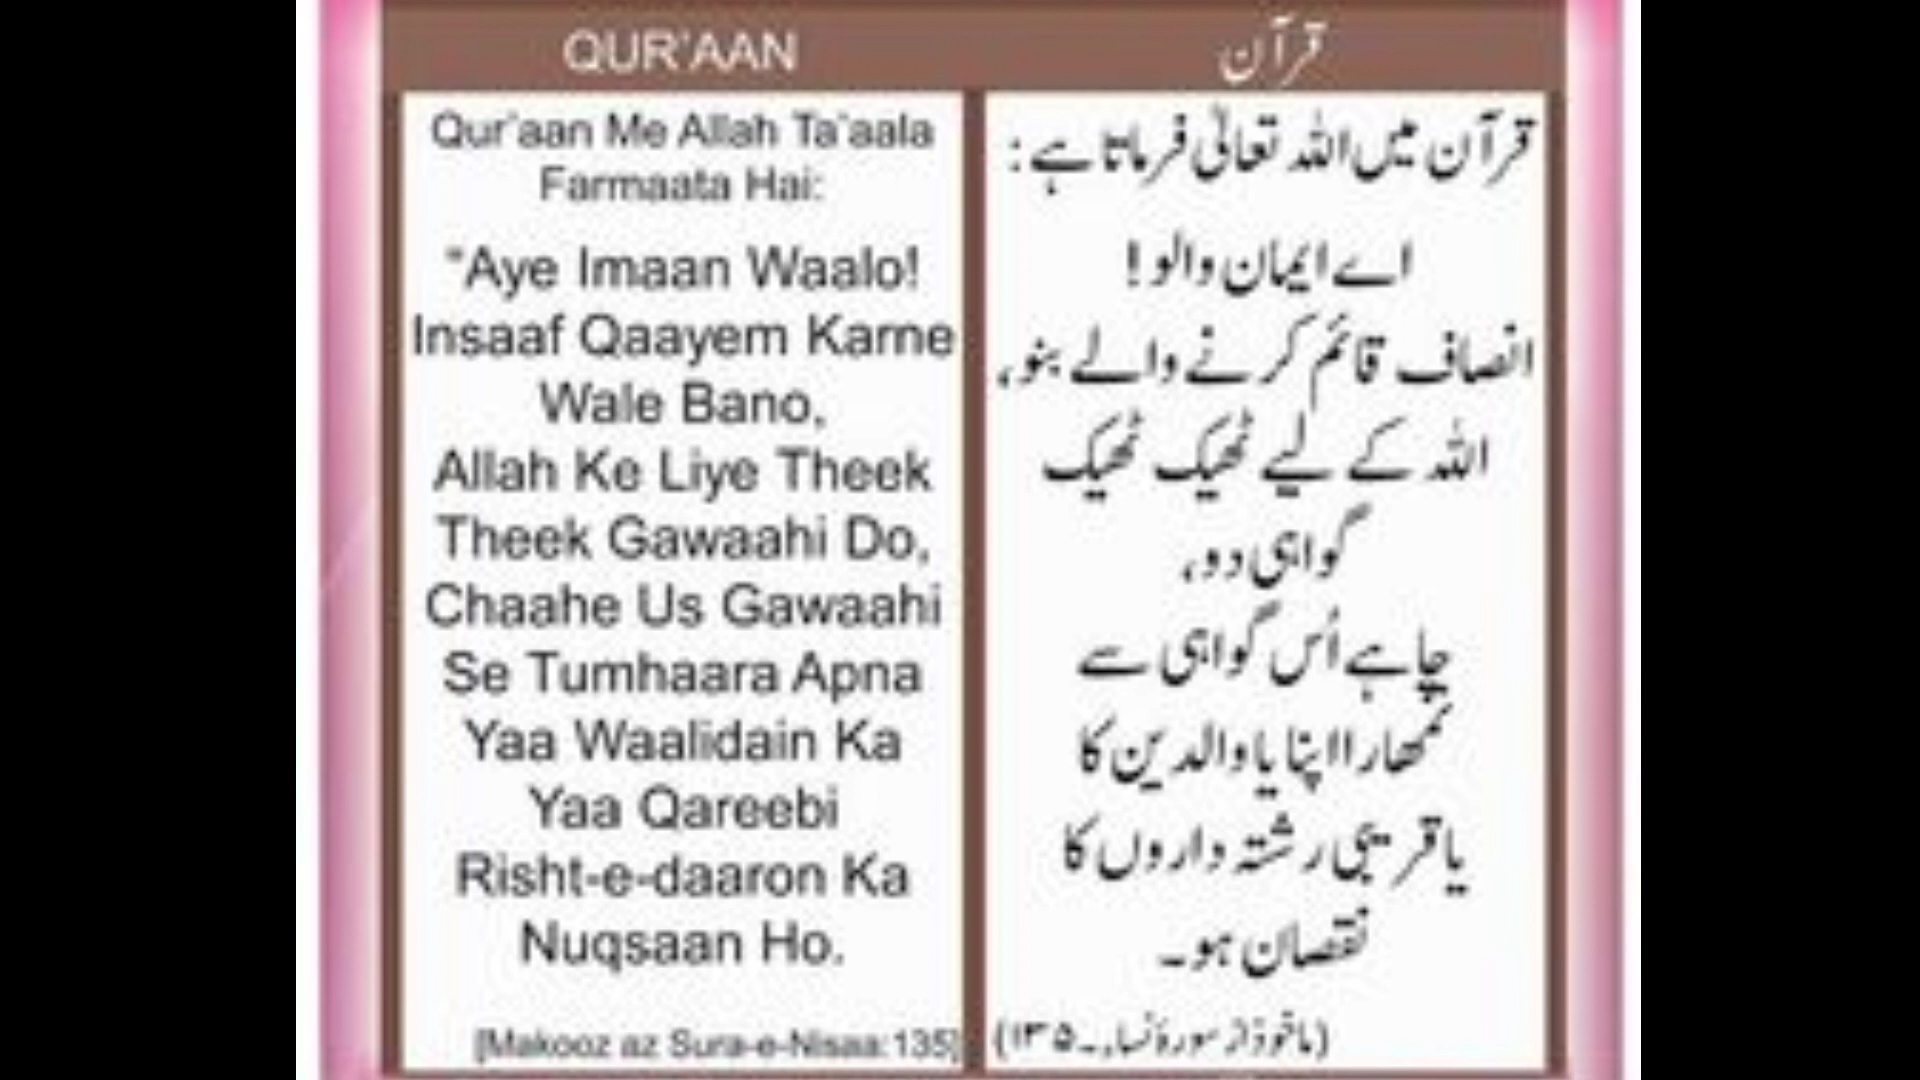 QUR'AAN
Qur'aan Me Allah Ta'aala
Farmaata Hai:
"Aye Imaan Waalo!
Insaaf Qaayem Karne
Wale Bano,
Allah Ke Liye Theek
Theek Gawaahi Do,
Chaahe Us Gawaahi
Se Tumhaara Apna
Yaa Waalidain Ka
Yaa Qareebi
Risht-e-daaron Ka
Nuqsaan Ho.
[Makooz az Sura-e-Nisaa:135]
قرآن
قرآن میں اللہ تعالیٰ فرماتا ہے:
اے ایمان والو!
انصاف قائم کرنے والے بنو،
اللہ کے لیے ٹھیک ٹھیک
گواہی دو،
چاہے اُس گواہی سے
تمھارا اپنا یا والدین کا
یا قریبی رشتہ داروں کا
نقصان ہو۔
(ماخوذ از سورۂ نساء۔۱۳۵)